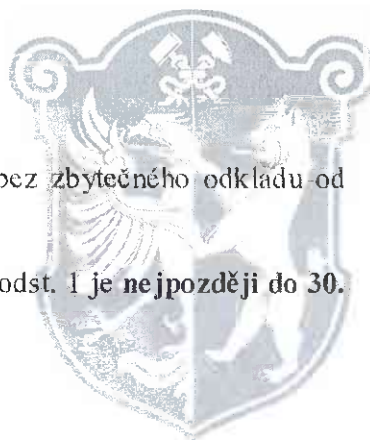 bez zbytečného odkladu od
odst. 1 je nejpozději do 30.